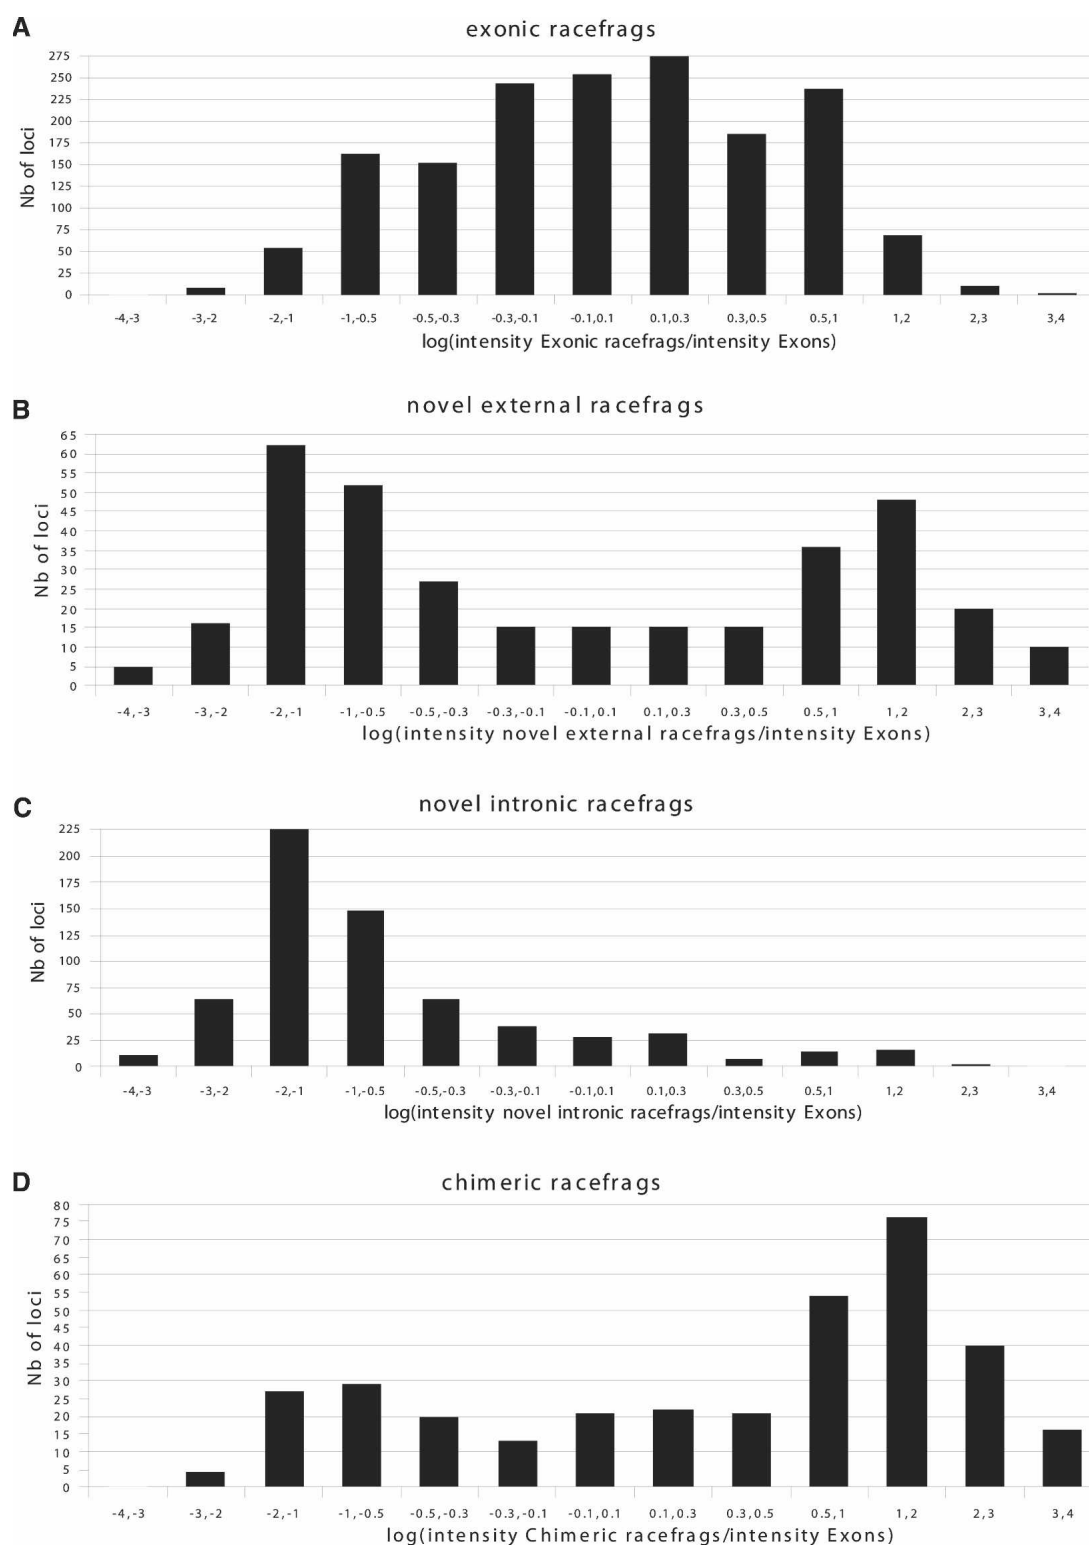 A
exonic racefrags
275
250
225
200
175
150
125
100
75
50
25
0
Nb of loci
-4,-3 -3,-2 -2,-1 -1,-0.5 -0.5,-0.3 -0.3,-0.1 -0.1,0.1 0.1,0.3 0.3,0.5 0.5,1 1,2 2,3 3,4
log(intensity Exonic racefrags/intensity Exons)
B
novel external racefrags
65
60
55
50
45
40
35
30
25
20
15
10
5
0
Nb of loci
-4,-3 -3,-2 -2,-1 -1,-0.5 -0.5,-0.3 -0.3,-0.1 -0.1,0.1 0.1,0.3 0.3,0.5 0.5,1 1,2 2,3 3,4
log(intensity novel external racefrags/intensity Exons)
C
novel intronic racefrags
225
200
175
150
125
100
75
50
25
0
Nb of loci
-4,-3 -3,-2 -2,-1 -1,-0.5 -0.5,-0.3 -0.3,-0.1 -0.1,0.1 0.1,0.3 0.3,0.5 0.5,1 1,2 2,3 3,4
log(intensity novel intronic racefrags/intensity Exons)
D
chimeric racefrags
80
75
70
65
60
55
50
45
40
35
30
25
20
15
10
5
0
Nb of loci
-4,-3 -3,-2 -2,-1 -1,-0.5 -0.5,-0.3 -0.3,-0.1 -0.1,0.1 0.1,0.3 0.3,0.5 0.5,1 1,2 2,3 3,4
log(intensity Chimeric racefrags/intensity Exons)